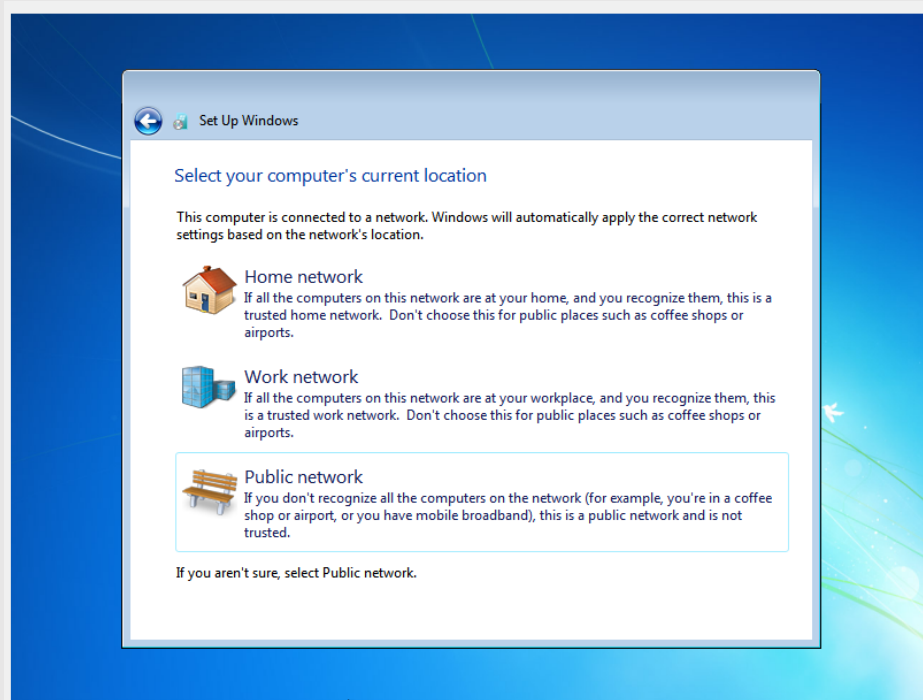 Set Up Windows
Select your computer's current location
This computer is connected to a network. Windows will automatically apply the correct network
settings based on the network's location.
Home network
If all the computers on this network are at your home, and you recognize them, this is a
trusted home network.  Don't choose this for public places such as coffee shops or
airports.
Work network
If all the computers on this network are at your workplace, and you recognize them, this
is a trusted work network.  Don't choose this for public places such as coffee shops or
airports.
Public network
If you don't recognize all the computers on the network (for example, you're in a coffee
shop or airport, or you have mobile broadband), this is a public network and is not
trusted.
If you aren't sure, select Public network.